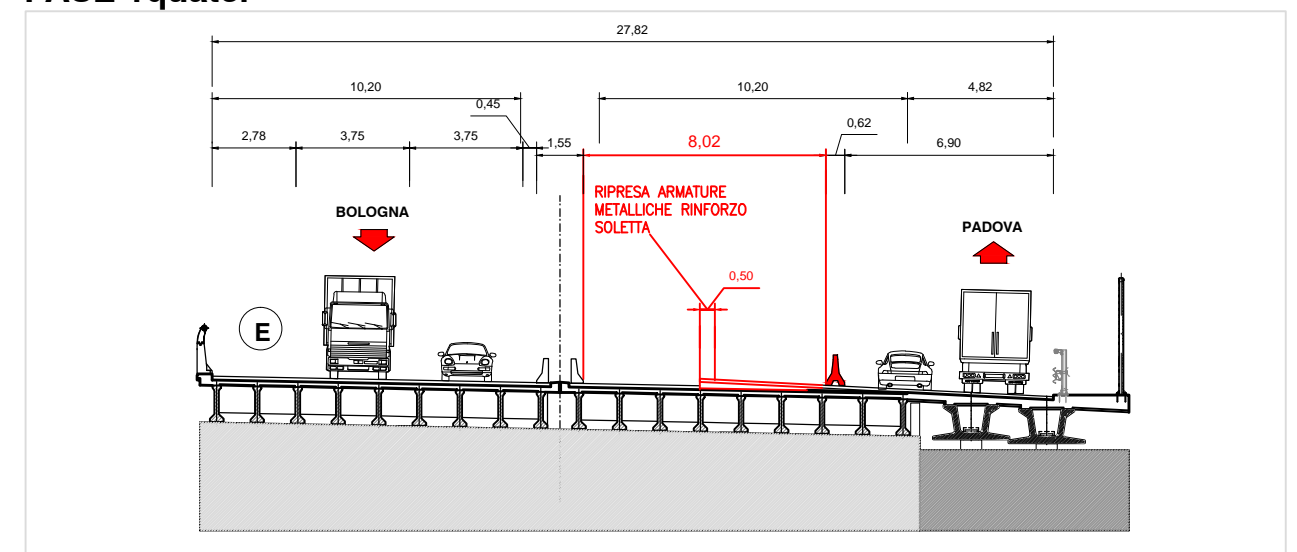 27,82
10,20
10,20
4,82
0,45
0,62
2,78
3,75
3,75
1,55
8,02
6,90
RIPRESA ARMATURE
METALLICHE RINFORZO
SOLETTA
BOLOGNA
PADOVA
0,50
E